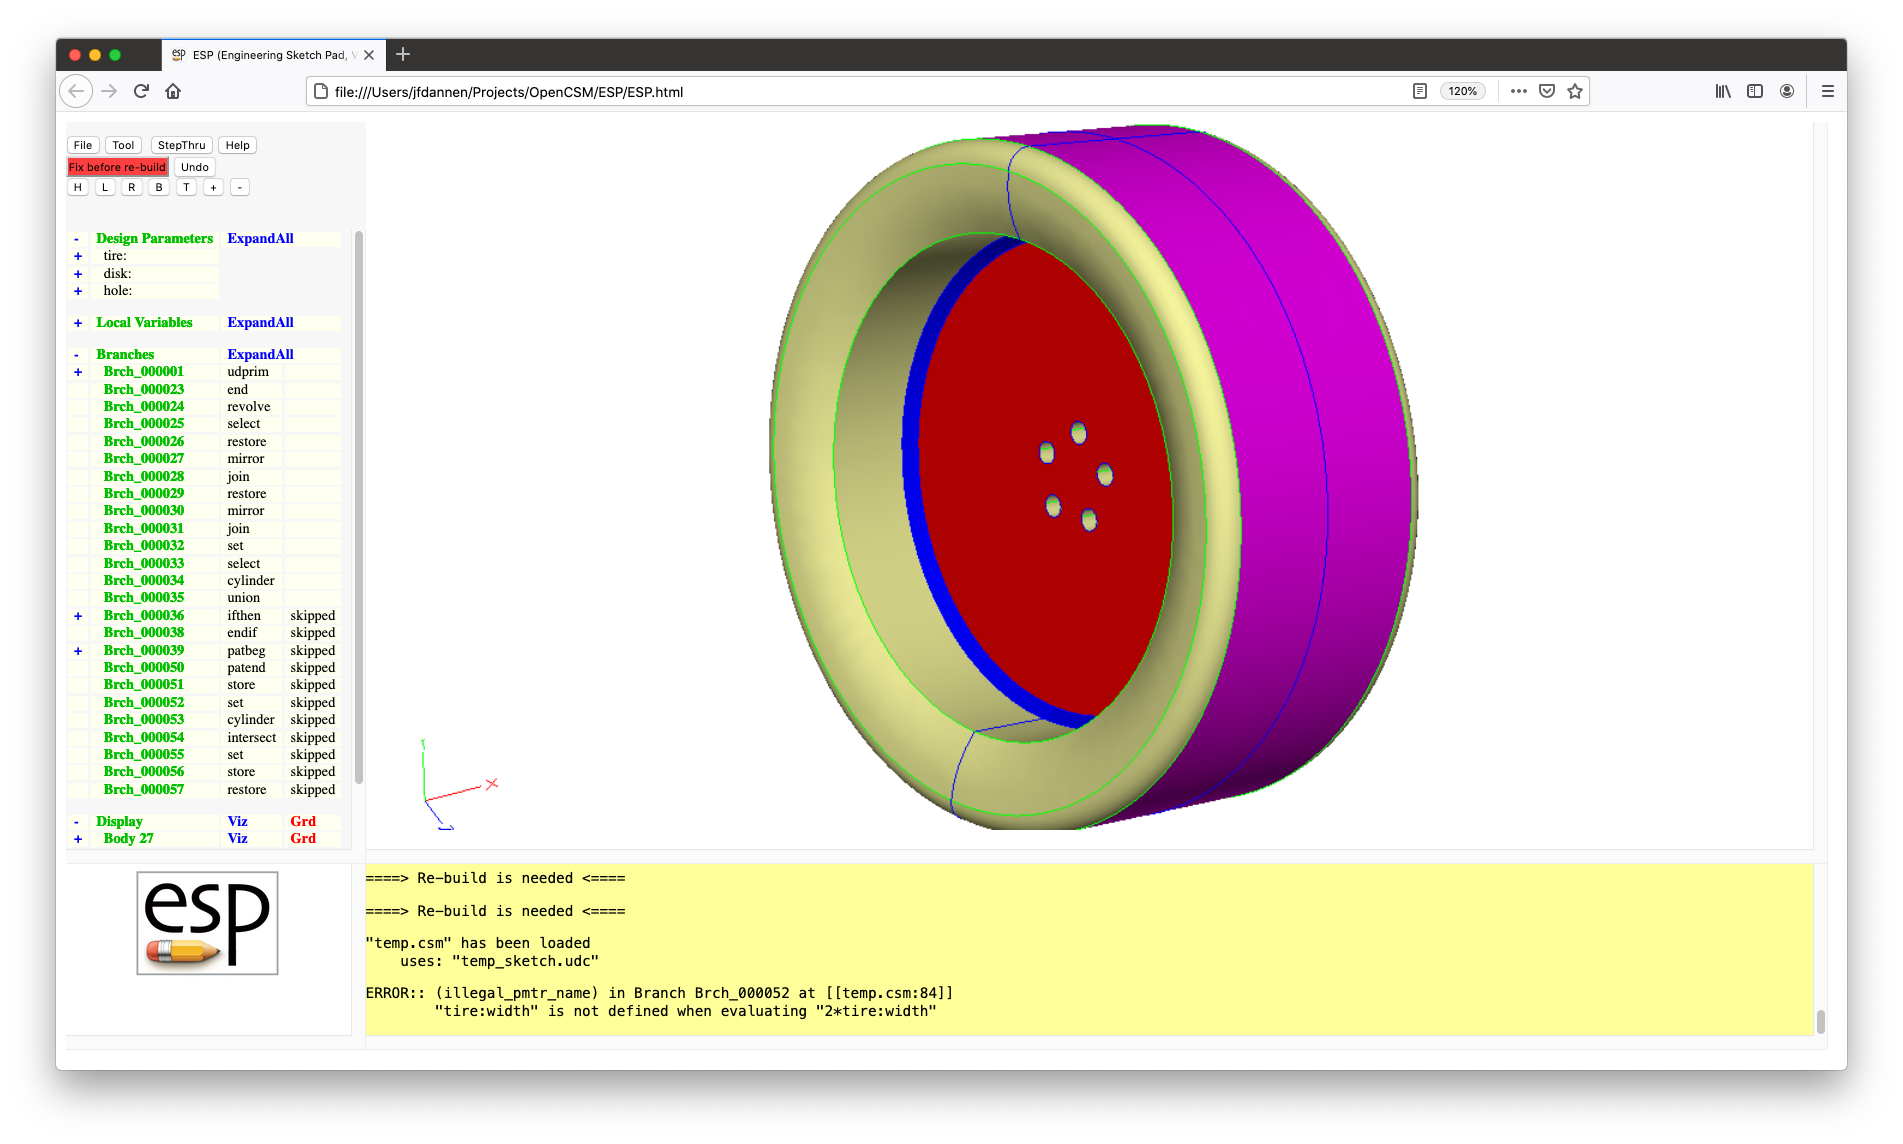 ESP (Engineering Sketch Pad, V
file:///Users/jfdannen/Projects/OpenCSM/ESP/ESP.html 120%
File Tool StepThru Help
Fix before re-build Undo
H L R B T + -
- Design Parameters ExpandAll
+ tire:
+ disk:
+ hole:
+ Local Variables ExpandAll
- Branches ExpandAll
+ Brch_000001 udprim
Brch_000023 end
Brch_000024 revolve
Brch_000025 select
Brch_000026 restore
Brch_000027 mirror
Brch_000028 join
Brch_000029 restore
Brch_000030 mirror
Brch_000031 join
Brch_000032 set
Brch_000033 select
Brch_000034 cylinder
Brch_000035 union
+ Brch_000036 ifthen skipped
Brch_000038 endif skipped
+ Brch_000039 patbeg skipped
Brch_000050 patend skipped
Brch_000051 store skipped
Brch_000052 set skipped
Brch_000053 cylinder skipped
Brch_000054 intersect skipped
Brch_000055 set skipped
Brch_000056 store skipped
Brch_000057 restore skipped
- Display Viz Grd
+ Body 27 Viz Grd
Y
X
Z
esp
====> Re-build is needed <====
====> Re-build is needed <====
"temp.csm" has been loaded
uses: "temp_sketch.udc"
ERROR:: (illegal_pmtr_name) in Branch Brch_000052 at [[temp.csm:84]]
"tire:width" is not defined when evaluating "2*tire:width"